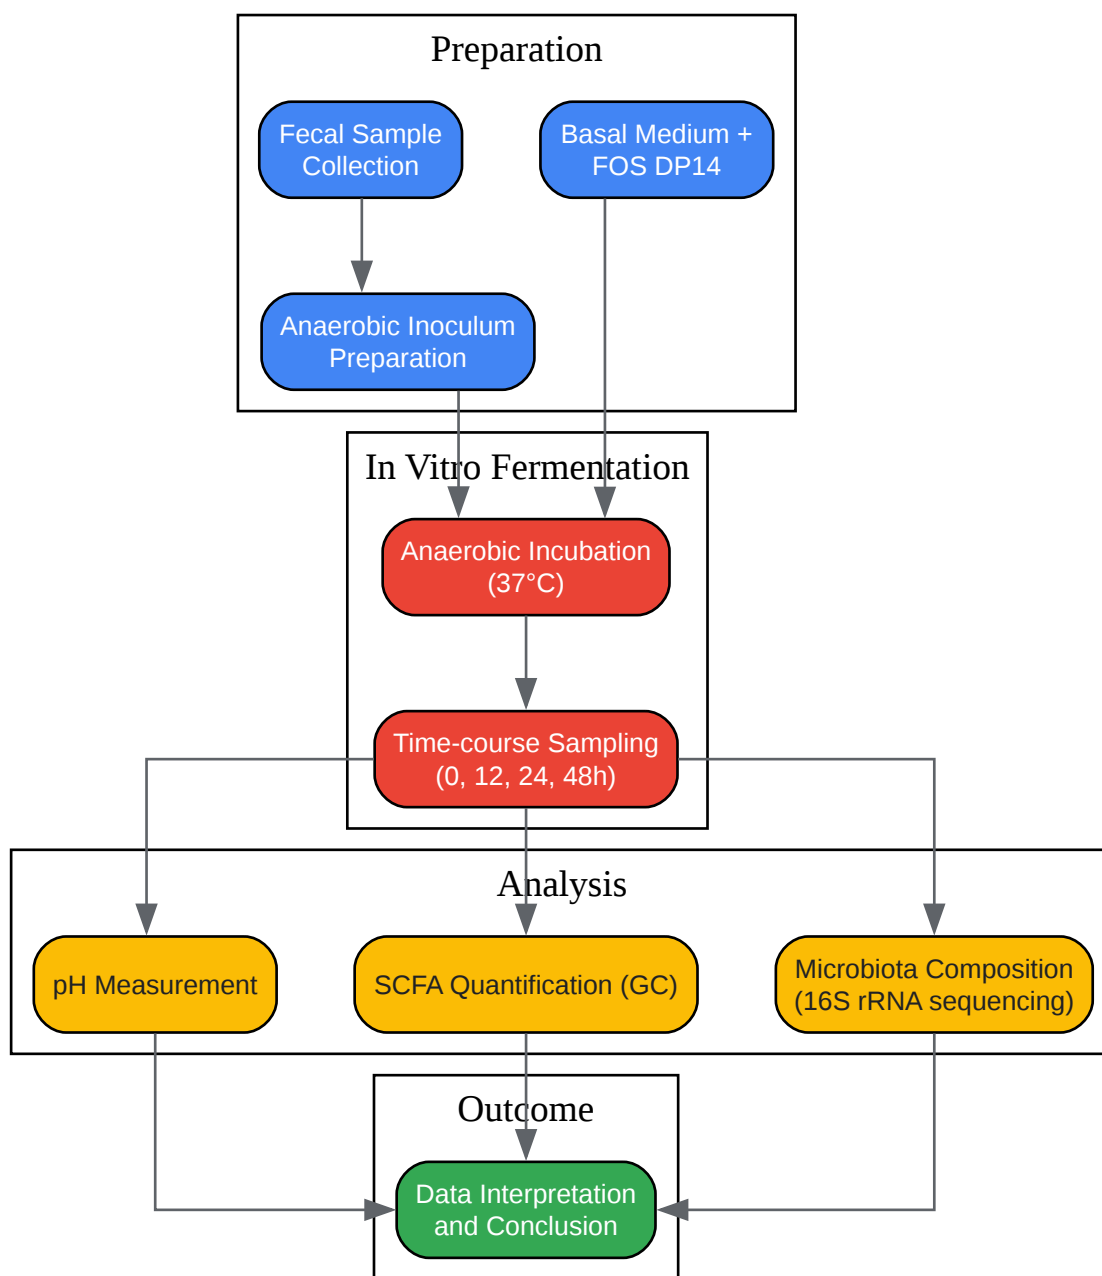 Preparation
Fecal Sample
Collection
Basal Medium +
FOS DP14
Anaerobic Inoculum
Preparation
In Vitro Fermentation
Anaerobic Incubation
(37°C)
Time-course Sampling
(0, 12, 24, 48h)
Analysis
pH Measurement
SCFA Quantification (GC)
Microbiota Composition
(16S rRNA sequencing)
Outcome
Data Interpretation
and Conclusion